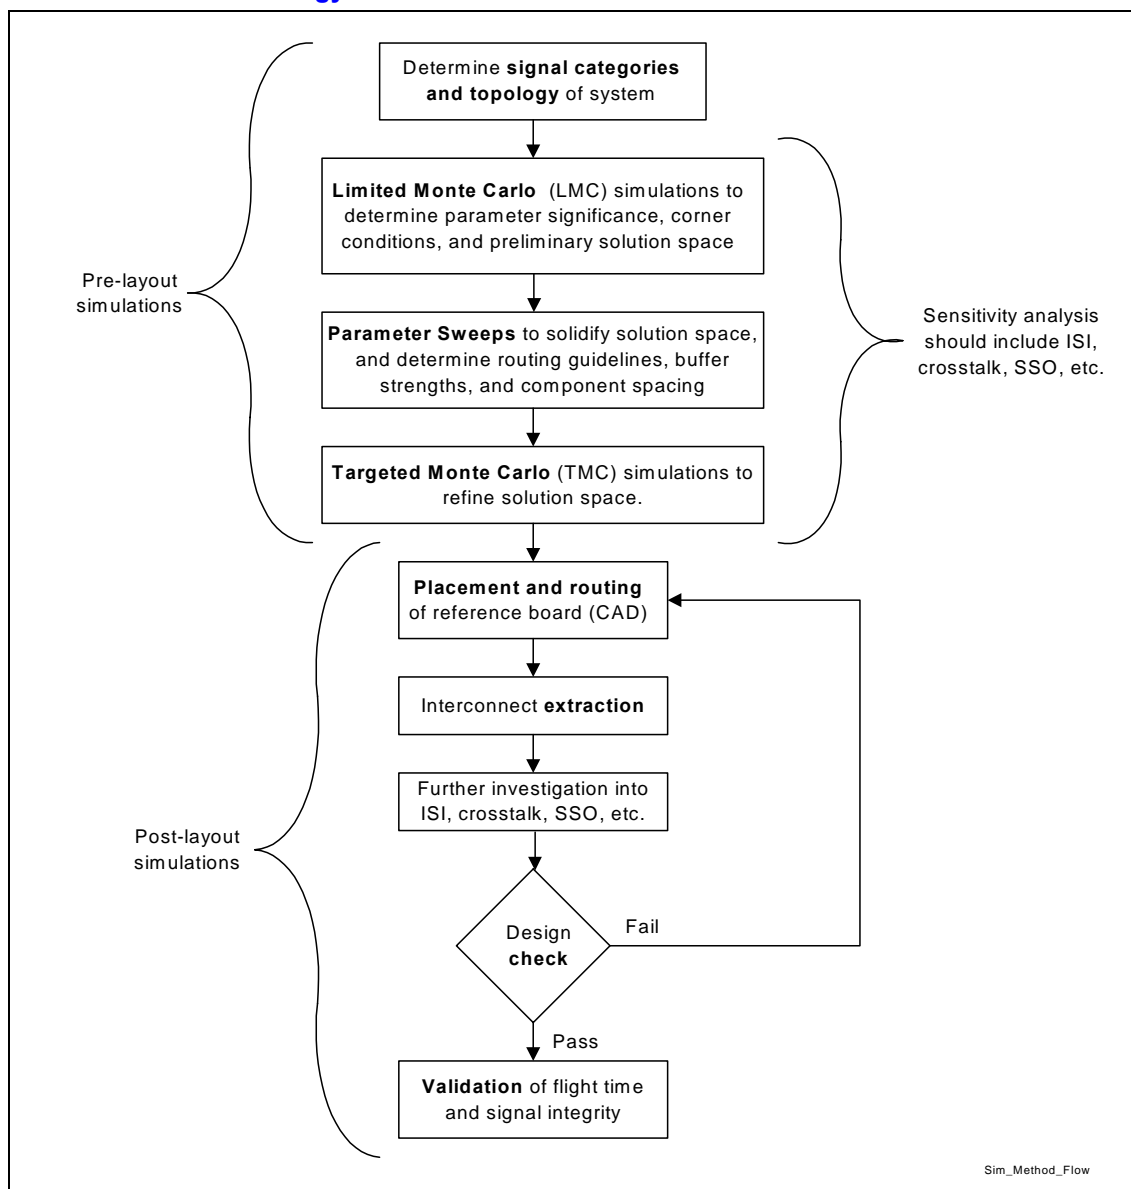 Determine signal categories
and topology of system
Limited Monte Carlo (LMC) simulations to
determine parameter significance, corner
conditions, and preliminary solution space
Pre-layout
simulations
Parameter Sweeps to solidify solution space,
and determine routing guidelines, buffer
strengths, and component spacing
Sensitivity analysis
should include ISI,
crosstalk, SSO, etc.
Targeted Monte Carlo (TMC) simulations to
refine solution space.
Placement and routing
of reference board (CAD)
Interconnect extraction
Further investigation into
ISI, crosstalk, SSO, etc.
Post-layout
simulations
Design
check
Fail
Pass
Validation of flight time
and signal integrity
Sim_Method_Flow